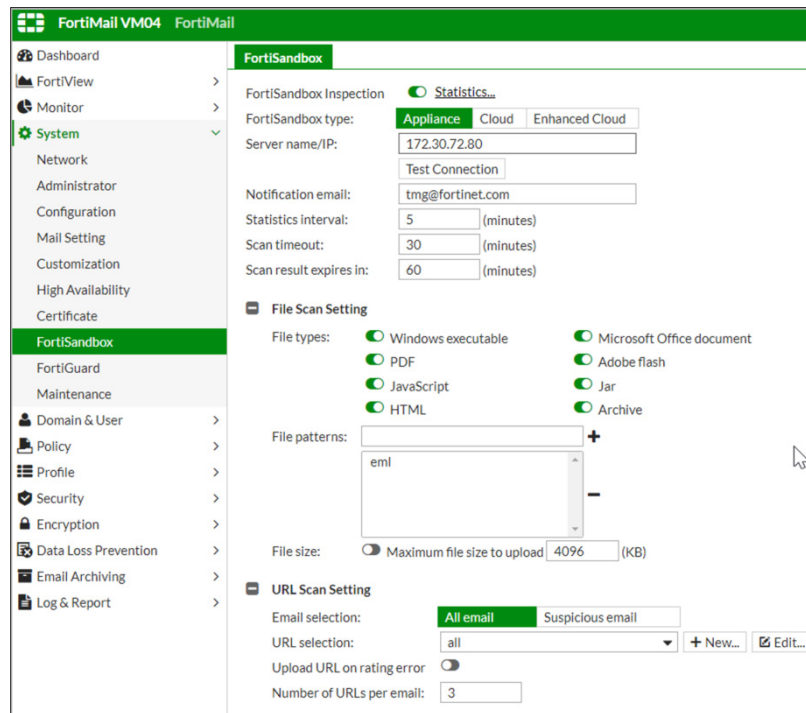 FortiMail VM04 FortiMail
Dashboard
FortiView
Monitor
System
Network
Administrator
Configuration
Mail Setting
Customization
High Availability
Certificate
FortiSandbox
FortiGuard
Maintenance
Domain & User
Policy
Profile
Security
Encryption
Data Loss Prevention
Email Archiving
Log & Report
FortiSandbox
FortiSandbox Inspection Statistics...
FortiSandbox type: Appliance Cloud Enhanced Cloud
Server name/IP: 172.30.72.80
Test Connection
Notification email: tmg@fortinet.com
Statistics interval: 5 (minutes)
Scan timeout: 30 (minutes)
Scan result expires in: 60 (minutes)
File Scan Setting
File types: Windows executable Microsoft Office document
PDF Adobe flash
JavaScript Jar
HTML Archive
File patterns:
eml
File size: Maximum file size to upload 4096 (KB)
URL Scan Setting
Email selection: All email Suspicious email
URL selection: all + New... Edit...
Upload URL on rating error
Number of URLs per email: 3